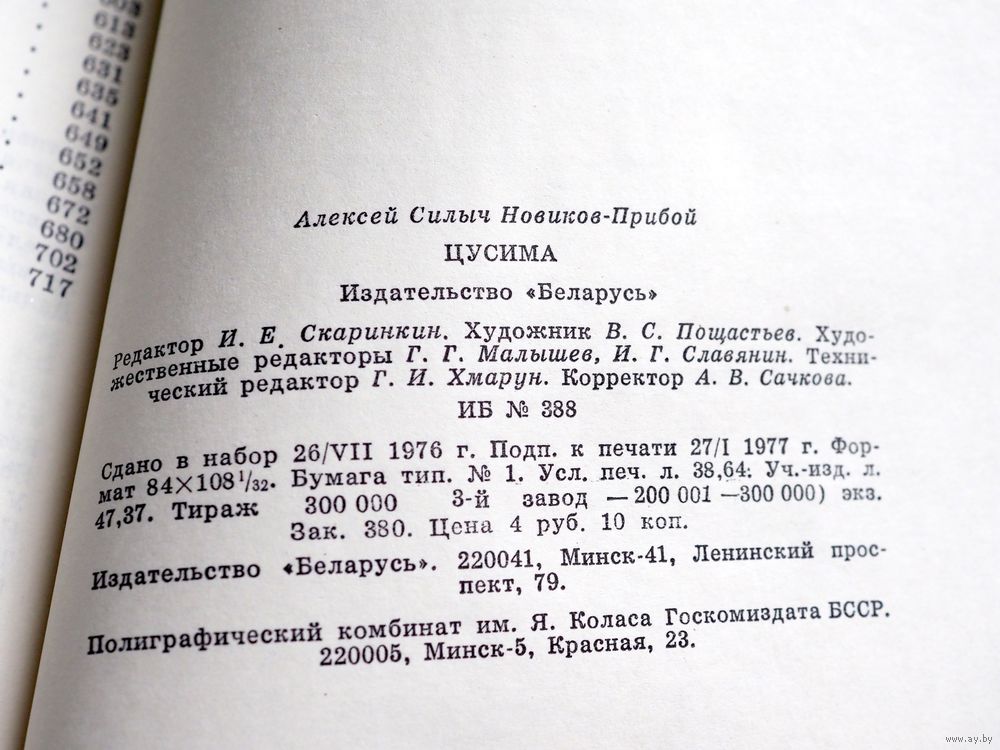 603
613
623
631
635
641
649
652
658
672
680
702
717
Алексей Силыч Новиков-Прибой
ЦУСИМА
Издательство «Беларусь»
Редактор И. Е. Скаринкин. Художник В. С. Пощастьев. Худо-
жественные редакторы Г. Г. Малышев, И. Г. Славянин. Техни-
ческий редактор Г. И. Хмарун. Корректор А. В. Сачкова.
ИБ № 388
Сдано в набор 26/VII 1976 г. Подп. к печати 27/I 1977 г. Фор-
мат 84×108 1/32. Бумага тип. № 1. Усл. печ. л. 38,64. Уч.-изд. л.
47,37. Тираж 300 000 3-й завод —200 001 —300 000) экз.
Зак. 380. Цена 4 руб. 10 коп.
Издательство «Беларусь». 220041, Минск-41, Ленинский прос-
пект, 79.
Полиграфический комбинат им. Я. Коласа Госкомиздата БССР.
220005, Минск-5, Красная, 23.
www.ay.by